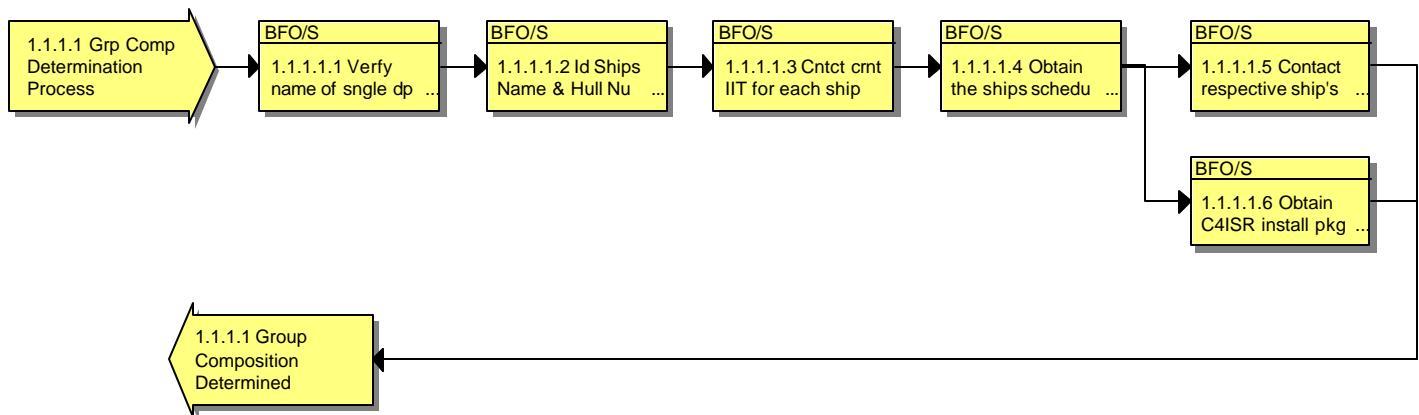 1.1.1.1 Grp Comp
Determination
Process
BFO/S
1.1.1.1.1 Verfy
name of sngle dp ...
BFO/S
1.1.1.1.2 Id Ships
Name & Hull Nu ...
BFO/S
1.1.1.1.3 Cntct crnt
IIT for each ship
BFO/S
1.1.1.1.4 Obtain
the ships schedu ...
BFO/S
1.1.1.1.5 Contact
respective ship's ...
BFO/S
1.1.1.1.6 Obtain
C4ISR install pkg ...
1.1.1.1 Group
Composition
Determined